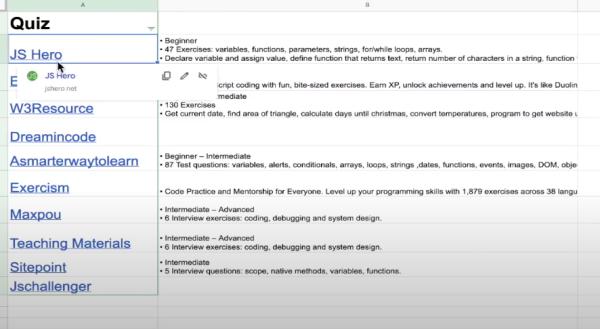 A
B
Quiz
JS Hero
• Beginner
• 47 Exercises: variables, functions, parameters, strings, for/while loops, arrays.
• Declare variable and assign value, define function that returns text, return number of characters in a string, function
JS Hero
jshero.net
E
cript coding with fun, bite-sized exercises. Earn XP, unlock achievements and level up. It's like Duolin
W3Resource
mediate
• 130 Exercises
• Get current date, find area of triangle, calculate days until christmas, convert temperatures, program to get website u
Dreamincode
Asmarterwaytolearn
• Beginner – Intermediate
• 87 Test questions: variables, alerts, conditionals, arrays, loops, strings ,dates, functions, events, images, DOM, obje
Exercism
• Code Practice and Mentorship for Everyone. Level up your programming skills with 1,879 exercises across 38 langu
Maxpou
• Intermediate – Advanced
• 6 Interview exercises: coding, debugging and system design.
Teaching Materials
• Intermediate – Advanced
• 6 Interview exercises: coding, debugging and system design.
Sitepoint
• Intermediate
• 5 Interview questions: scope, native methods, variables, functions.
Jschallenger